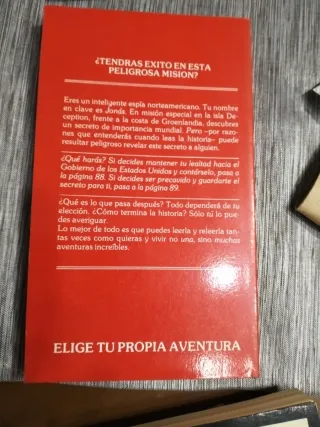 ¿TENDRAS EXITO EN ESTA
PELIGROSA MISION?
Eres un inteligente espía norteamericano. Tu nombre
en clave es Jonás. En misión especial en la isla De-
ception, frente a la costa de Groenlandia, descubres
un secreto de importancia mundial. Pero —por razo-
nes que entenderás cuando leas la historia— puede
resultar peligroso revelar este secreto a alguien.
¿Qué harás? Si decides mantener tu lealtad hacia el
Gobierno de los Estados Unidos y contárselo, pasa a
la página 88. Si decides ser precavido y guardarte el
secreto para ti, pasa a la página 89.
¿Qué es lo que pasa después? Todo dependerá de tu
elección. ¿Cómo termina la historia? Sólo tú lo pue-
des averiguar.
Lo mejor de todo es que puedes leerla y releerla tan-
tas veces como quieras y vivir no una, sino muchas
aventuras increíbles.
ELIGE TU PROPIA AVENTURA